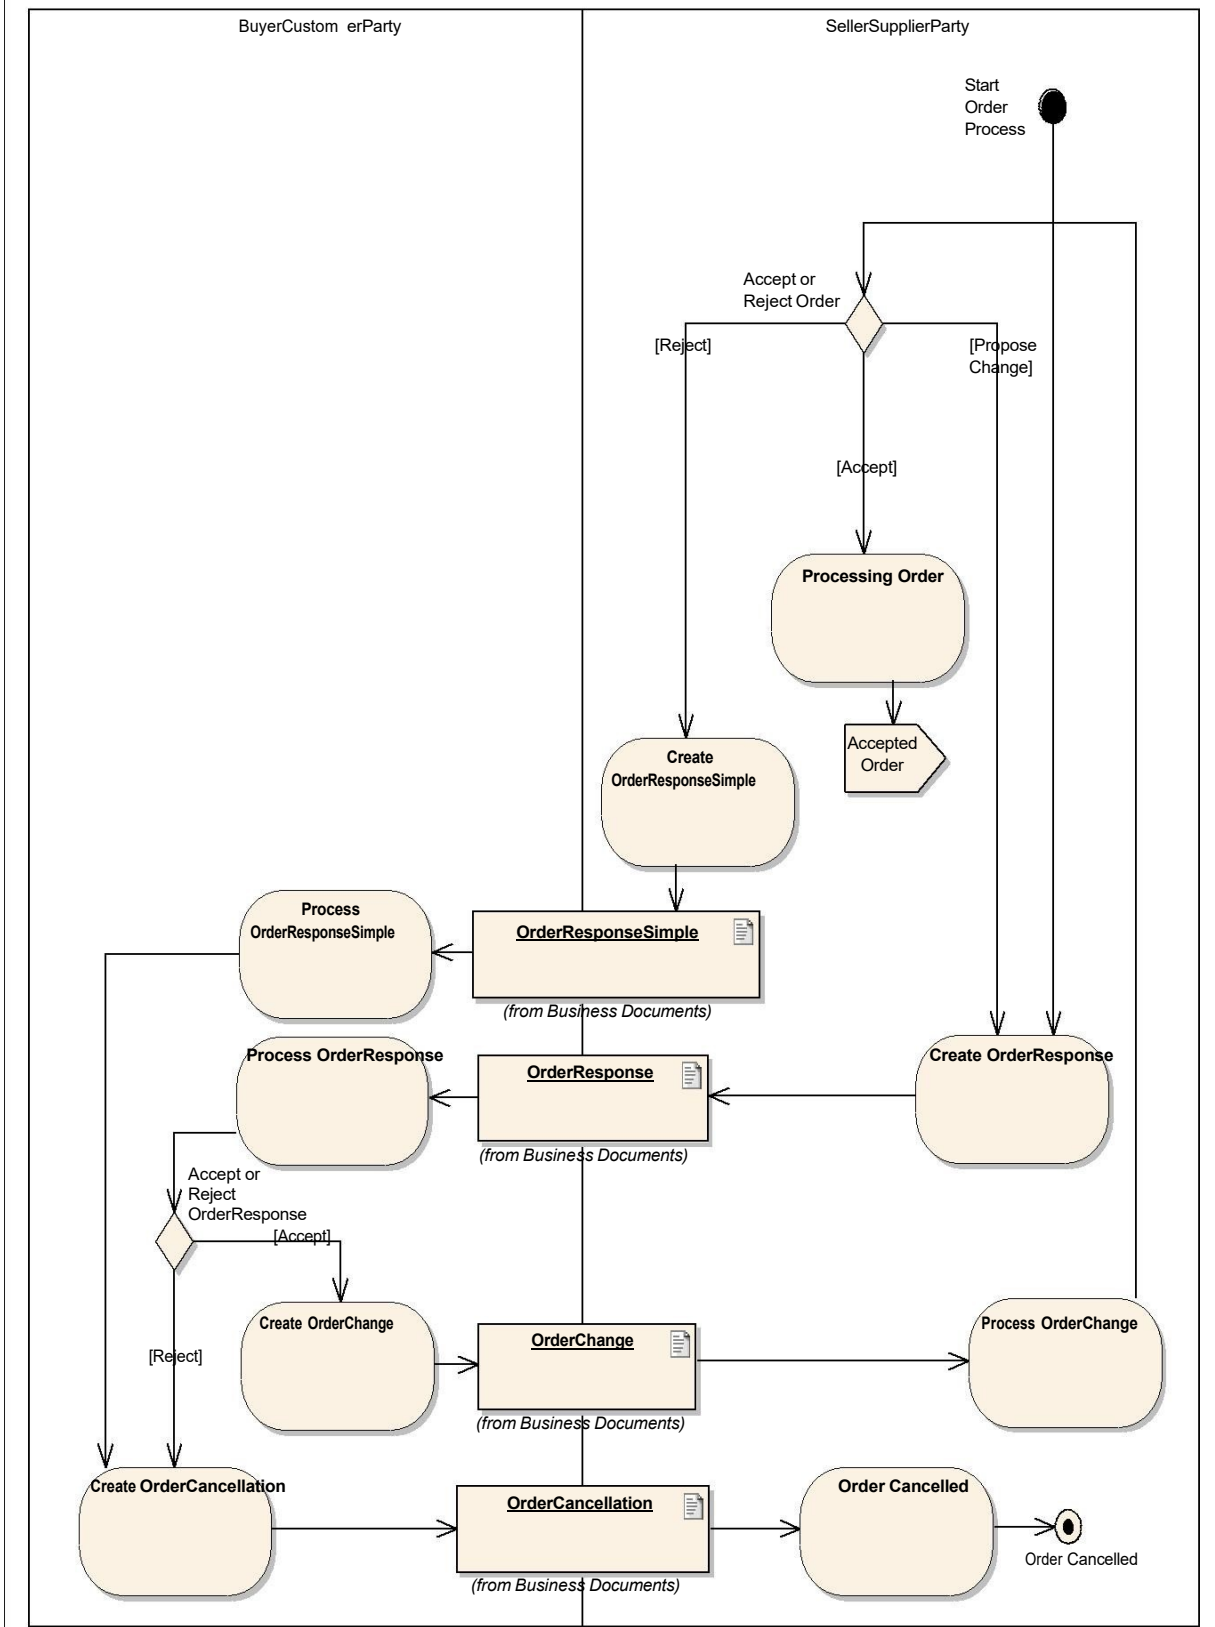 BuyerCustom erParty
SellerSupplierParty
Start
Order
Process
Accept or
Reject Order
[Reject]
[Propose
Change]
[Accept]
Processing Order
Accepted
Order
Create
OrderResponseSimple
Process
OrderResponseSimple
OrderResponseSimple
(from Business Documents)
Process OrderResponse
OrderResponse
Create OrderResponse
(from Business Documents)
Accept or
Reject
OrderResponse
[Accept]
Create OrderChange
OrderChange
Process OrderChange
[Reject]
(from Business Documents)
Create OrderCancellation
OrderCancellation
Order Cancelled
Order Cancelled
(from Business Documents)